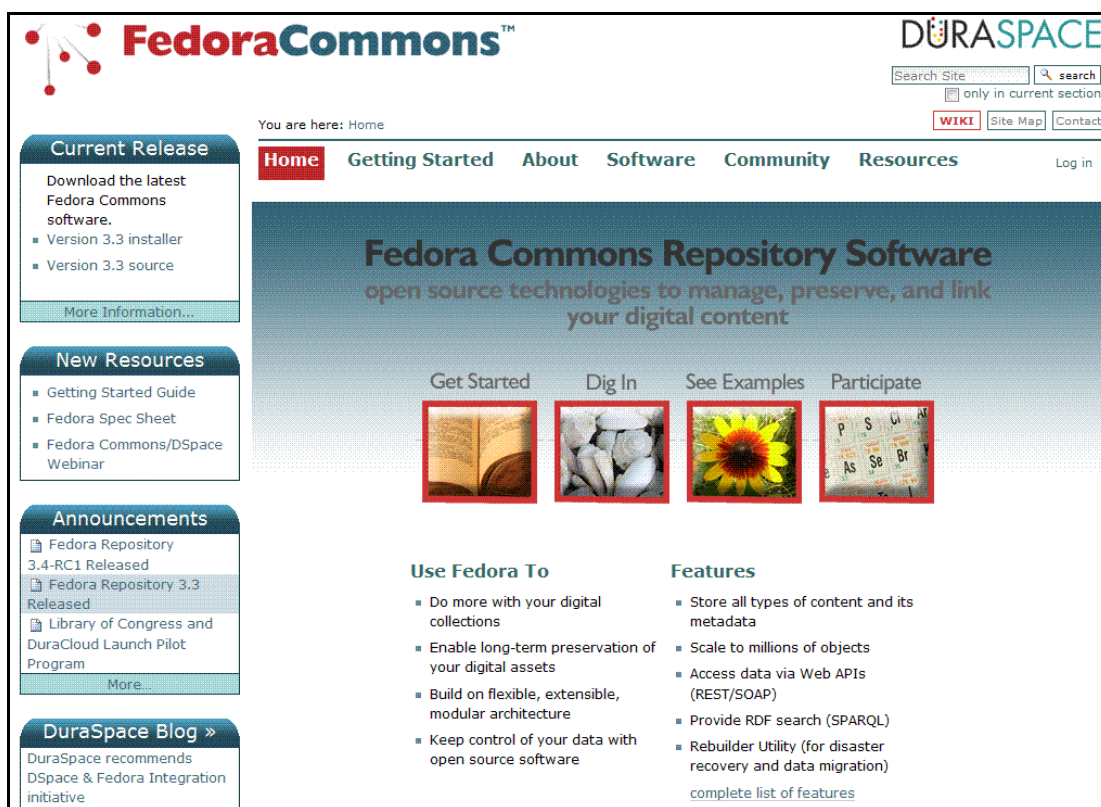 FedoraCommons™
DURASPACE
Search Site
search
only in current section
WIKI
Site Map
Contact
You are here: Home
Home
Getting Started
About
Software
Community
Resources
Log in
Current Release
Download the latest
Fedora Commons
software.
Version 3.3 installer
Version 3.3 source
More Information...
New Resources
Getting Started Guide
Fedora Spec Sheet
Fedora Commons/DSpace
Webinar
Announcements
Fedora Repository
3.4-RC1 Released
Fedora Repository 3.3
Released
Library of Congress and
DuraCloud Launch Pilot
Program
More...
DuraSpace Blog »
DuraSpace recommends
DSpace & Fedora Integration
initiative
Fedora Commons Repository Software
open source technologies to manage, preserve, and link
your digital content
Get Started
Dig In
See Examples
Participate
P S Cl Ar
As Se Br
Use Fedora To
Do more with your digital
collections
Enable long-term preservation of
your digital assets
Build on flexible, extensible,
modular architecture
Keep control of your data with
open source software
Features
Store all types of content and its
metadata
Scale to millions of objects
Access data via Web APIs
(REST/SOAP)
Provide RDF search (SPARQL)
Rebuilder Utility (for disaster
recovery and data migration)
complete list of features